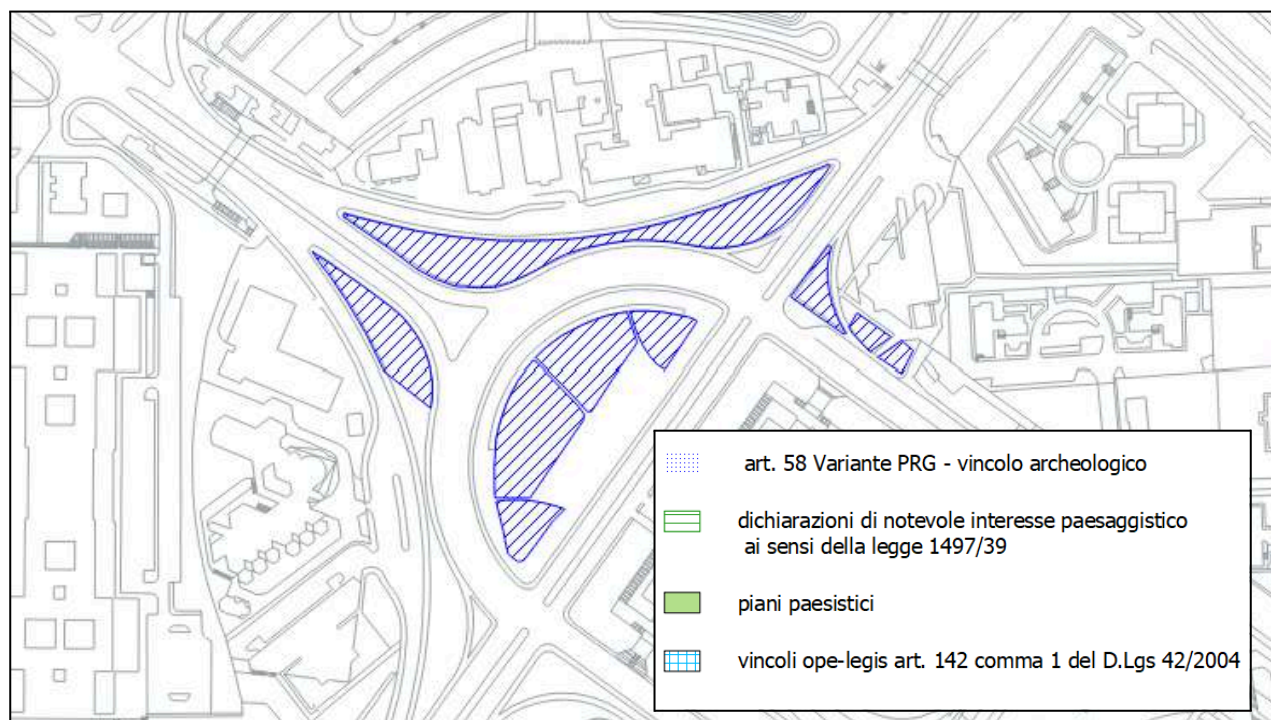 art. 58 Variante PRG - vincolo archeologico
dichiarazioni di notevole interesse paesaggistico
ai sensi della legge 1497/39
piani paesistici
vincoli ope-legis art. 142 comma 1 del D.Lgs 42/2004